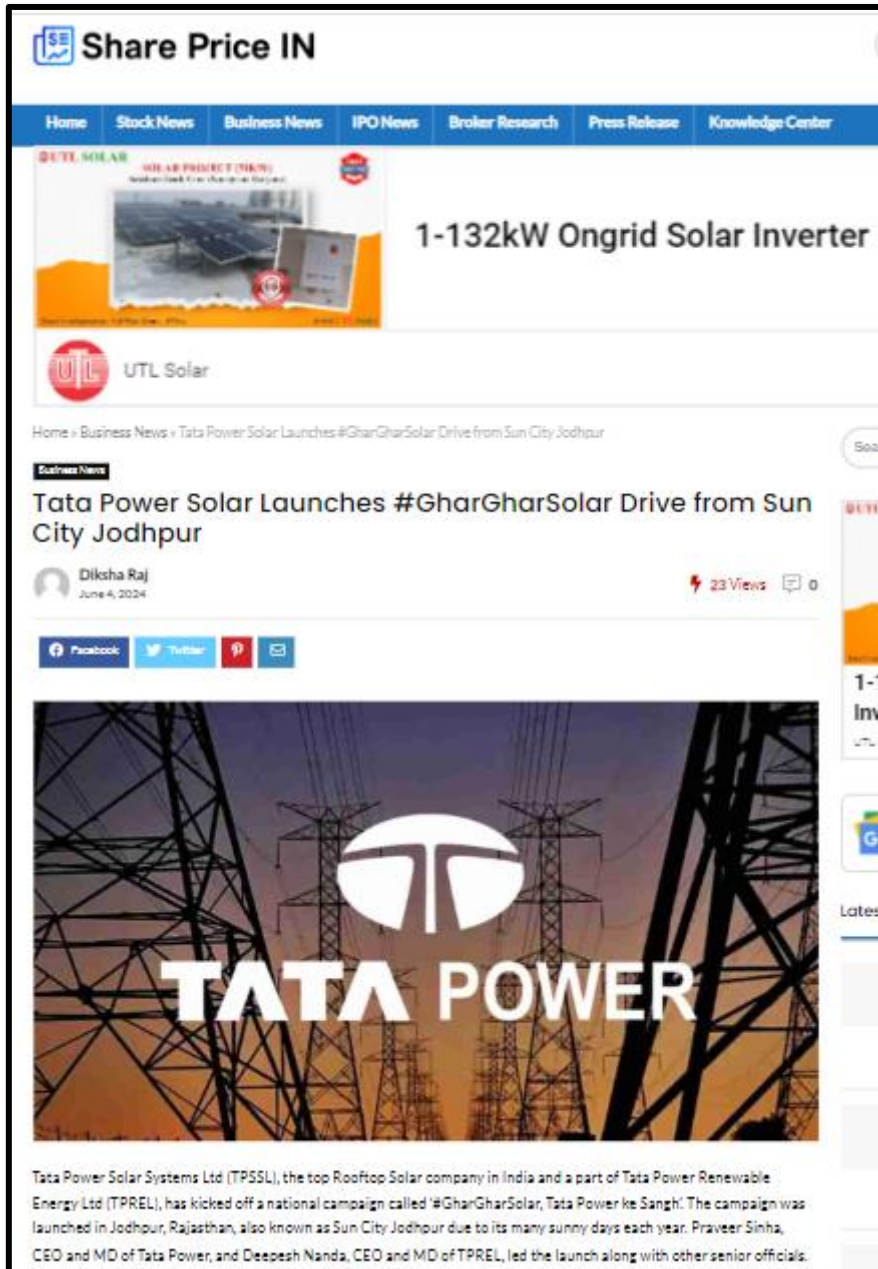 Share Price IN
Home Stock News Business News IPO News Broker Research Press Release Knowledge Center
UTL SOLAR
1-132kW Ongrid Solar Inverter
UTL
UTL Solar
Home » Business News » Tata Power Solar Launches #GharGharSolar Drive from Sun City Jodhpur
Business News
Tata Power Solar Launches #GharGharSolar Drive from Sun
City Jodhpur
Diksha Raj
June 4, 2024
23 Views 0
Facebook Twitter
TATA POWER
Tata Power Solar Systems Ltd (TPSSL), the top Rooftop Solar company in India and a part of Tata Power Renewable
Energy Ltd (TPREL), has kicked off a national campaign called '#GharGharSolar, Tata Power ke Sangh'. The campaign was
launched in Jodhpur, Rajasthan, also known as Sun City Jodhpur due to its many sunny days each year. Praveer Sinha,
CEO and MD of Tata Power, and Deepesh Nanda, CEO and MD of TPREL, led the launch along with other senior officials.